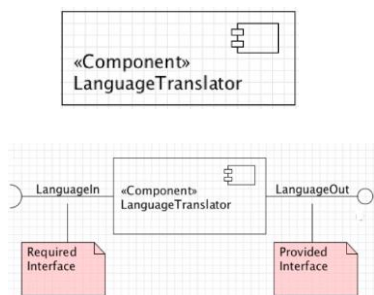 «Component»
LanguageTranslator
LanguageIn
«Component»
LanguageTranslator
LanguageOut
Required
Interface
Provided
Interface